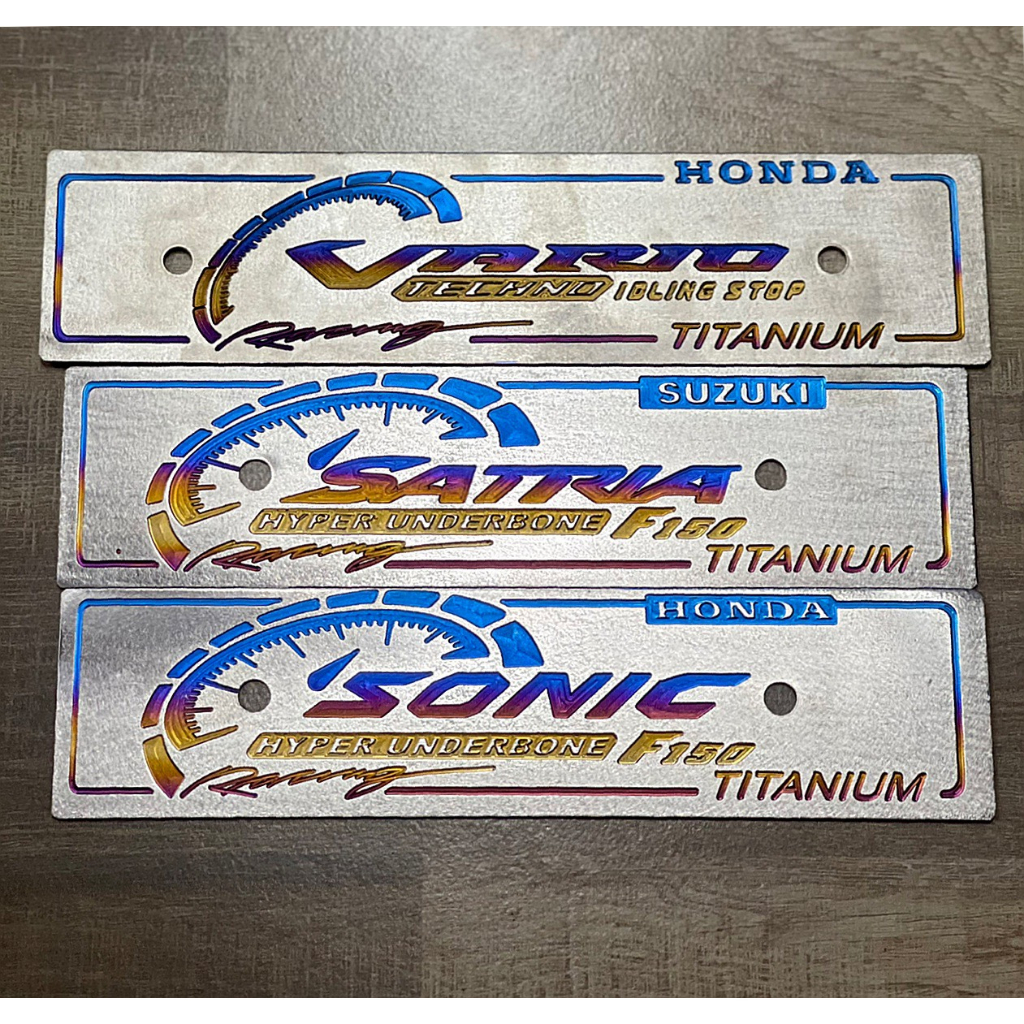 HONDA
VARIO
TECHNO IDLING STOP
Racing TITANIUM
SUZUKI
SATRIA
HYPER UNDERBONE F150
Racing TITANIUM
HONDA
SONIC
HYPER UNDERBONE F150
Racing TITANIUM